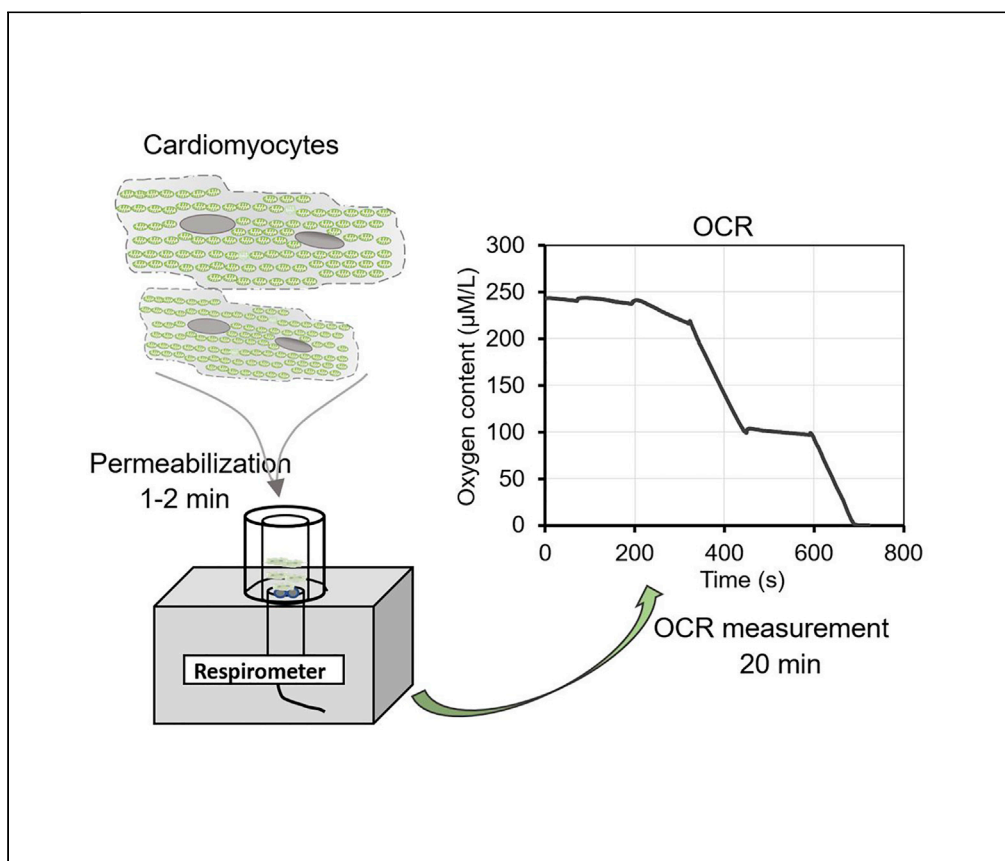 Cardiomyocytes
Permeabilization
1-2 min
Respirometer
OCR
Oxygen content (µM/L)
300
250
200
150
100
50
0
0 200 400 600 800
Time (s)
OCR measurement
20 min